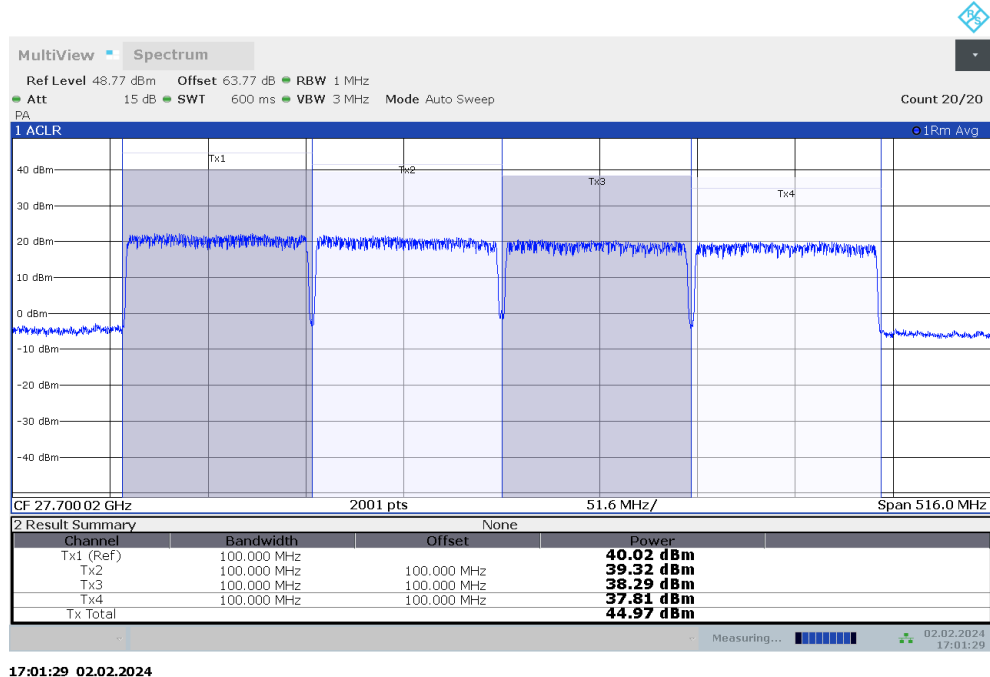 R&S
MultiView Spectrum
Ref Level 48.77 dBm Offset 63.77 dB RBW 1 MHz
Att 15 dB SWT 600 ms VBW 3 MHz Mode Auto Sweep Count 20/20
PA
1 ACLR 1Rm Avg
Tx1
Tx2
Tx3
Tx4
40 dBm
30 dBm
20 dBm
10 dBm
0 dBm
-10 dBm
-20 dBm
-30 dBm
-40 dBm
CF 27.700 02 GHz 2001 pts 51.6 MHz/ Span 516.0 MHz
2 Result Summary None
Channel Bandwidth Offset Power
Tx1 (Ref) 100.000 MHz 40.02 dBm
Tx2 100.000 MHz 100.000 MHz 39.32 dBm
Tx3 100.000 MHz 100.000 MHz 38.29 dBm
Tx4 100.000 MHz 100.000 MHz 37.81 dBm
Tx Total 44.97 dBm
Measuring... 02.02.2024
17:01:29
17:01:29 02.02.2024